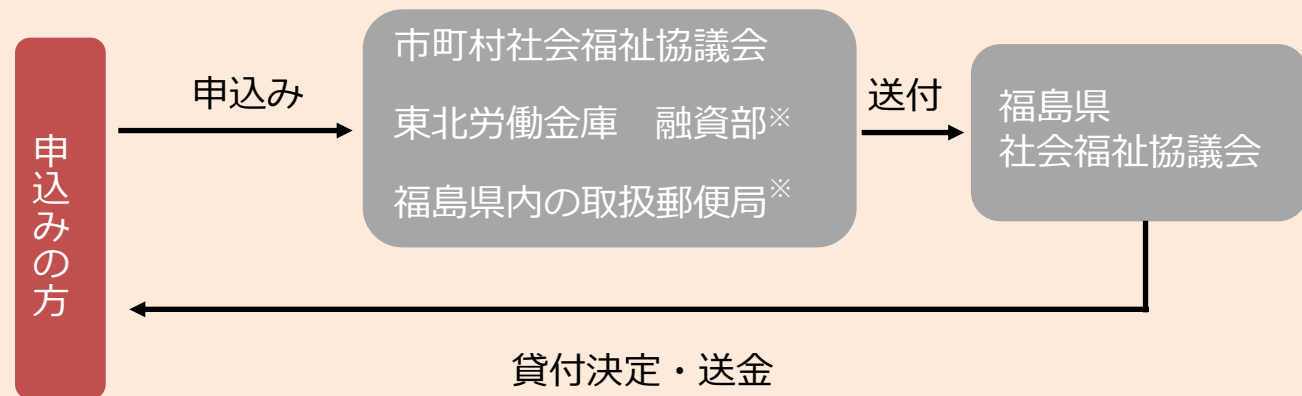 申込みの方
申込み
市町村社会福祉協議会
東北労働金庫　融資部※
福島県内の取扱郵便局※
送付
福島県
社会福祉協議会
貸付決定・送金